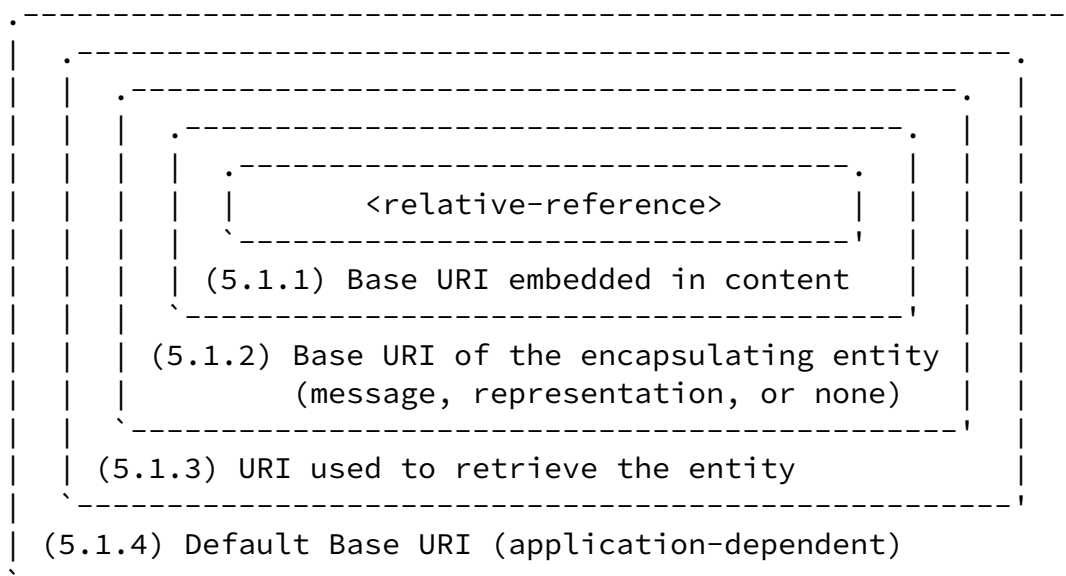 <relative-reference>
(5.1.1) Base URI embedded in content
(5.1.2) Base URI of the encapsulating entity
(message, representation, or none)
(5.1.3) URI used to retrieve the entity
(5.1.4) Default Base URI (application-dependent)